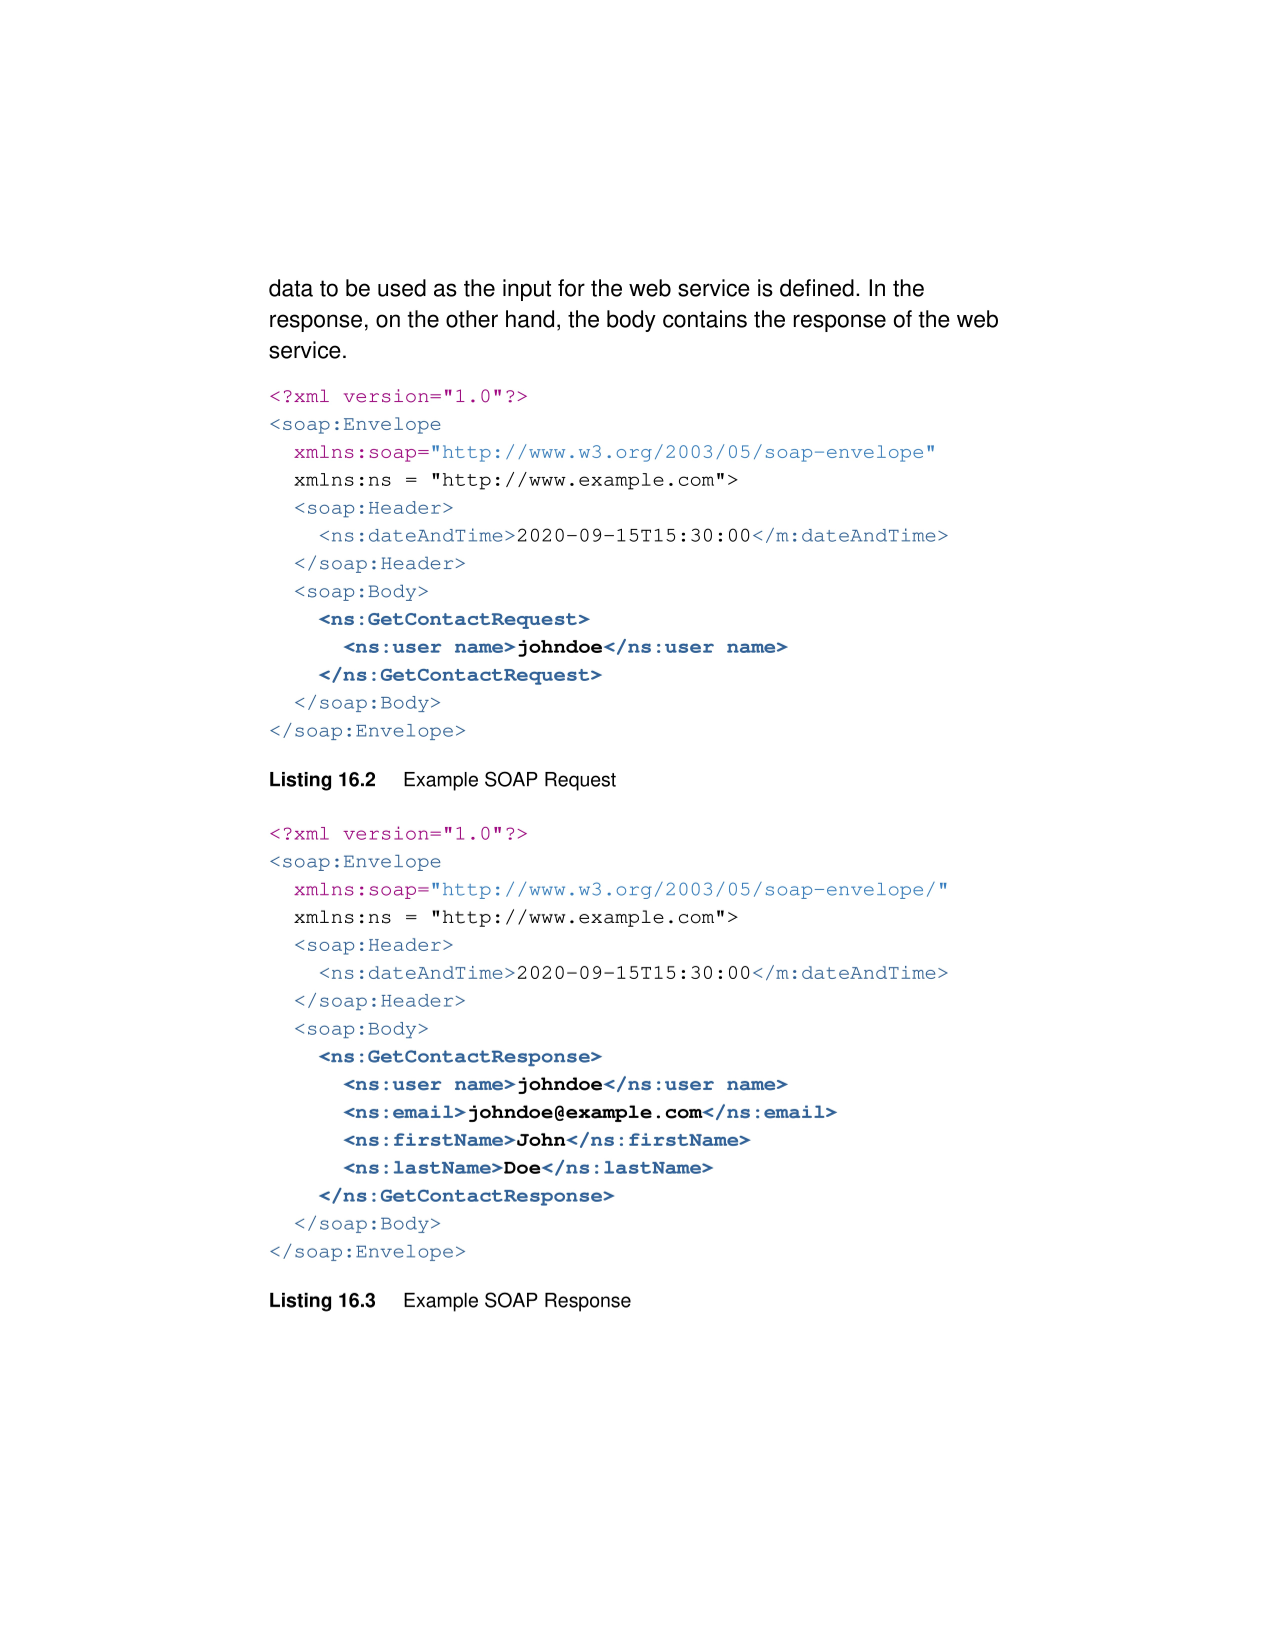 data to be used as the input for the web service is defined. In the
response, on the other hand, the body contains the response of the web
service.
<?xml version="1.0"?>
<soap:Envelope
  xmlns:soap="http://www.w3.org/2003/05/soap-envelope"
  xmlns:ns = "http://www.example.com">
  <soap:Header>
    <ns:dateAndTime>2020-09-15T15:30:00</m:dateAndTime>
  </soap:Header>
  <soap:Body>
    <ns:GetContactRequest>
      <ns:user name>johndoe</ns:user name>
    </ns:GetContactRequest>
  </soap:Body>
</soap:Envelope>
Listing 16.2 Example SOAP Request
<?xml version="1.0"?>
<soap:Envelope
  xmlns:soap="http://www.w3.org/2003/05/soap-envelope/"
  xmlns:ns = "http://www.example.com">
  <soap:Header>
    <ns:dateAndTime>2020-09-15T15:30:00</m:dateAndTime>
  </soap:Header>
  <soap:Body>
    <ns:GetContactResponse>
      <ns:user name>johndoe</ns:user name>
      <ns:email>johndoe@example.com</ns:email>
      <ns:firstName>John</ns:firstName>
      <ns:lastName>Doe</ns:lastName>
    </ns:GetContactResponse>
  </soap:Body>
</soap:Envelope>
Listing 16.3 Example SOAP Response